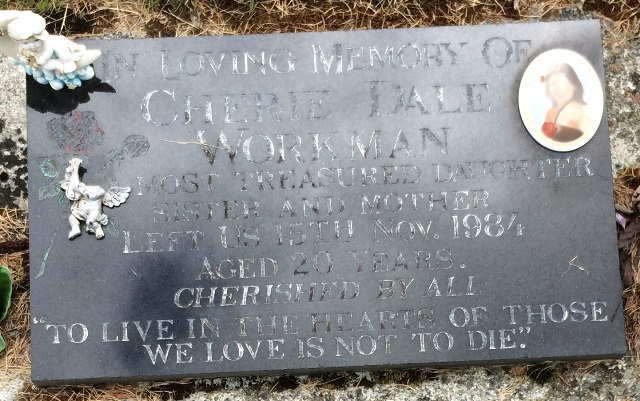 IN LOVING MEMORY OF
CHERIE DALE
WORKMAN
MOST TREASURED DAUGHTER
SISTER AND MOTHER
LEFT US 15TH NOV. 1984
AGED 20 YEARS.
CHERISHED BY ALL
"TO LIVE IN THE HEARTS OF THOSE
WE LOVE IS NOT TO DIE."